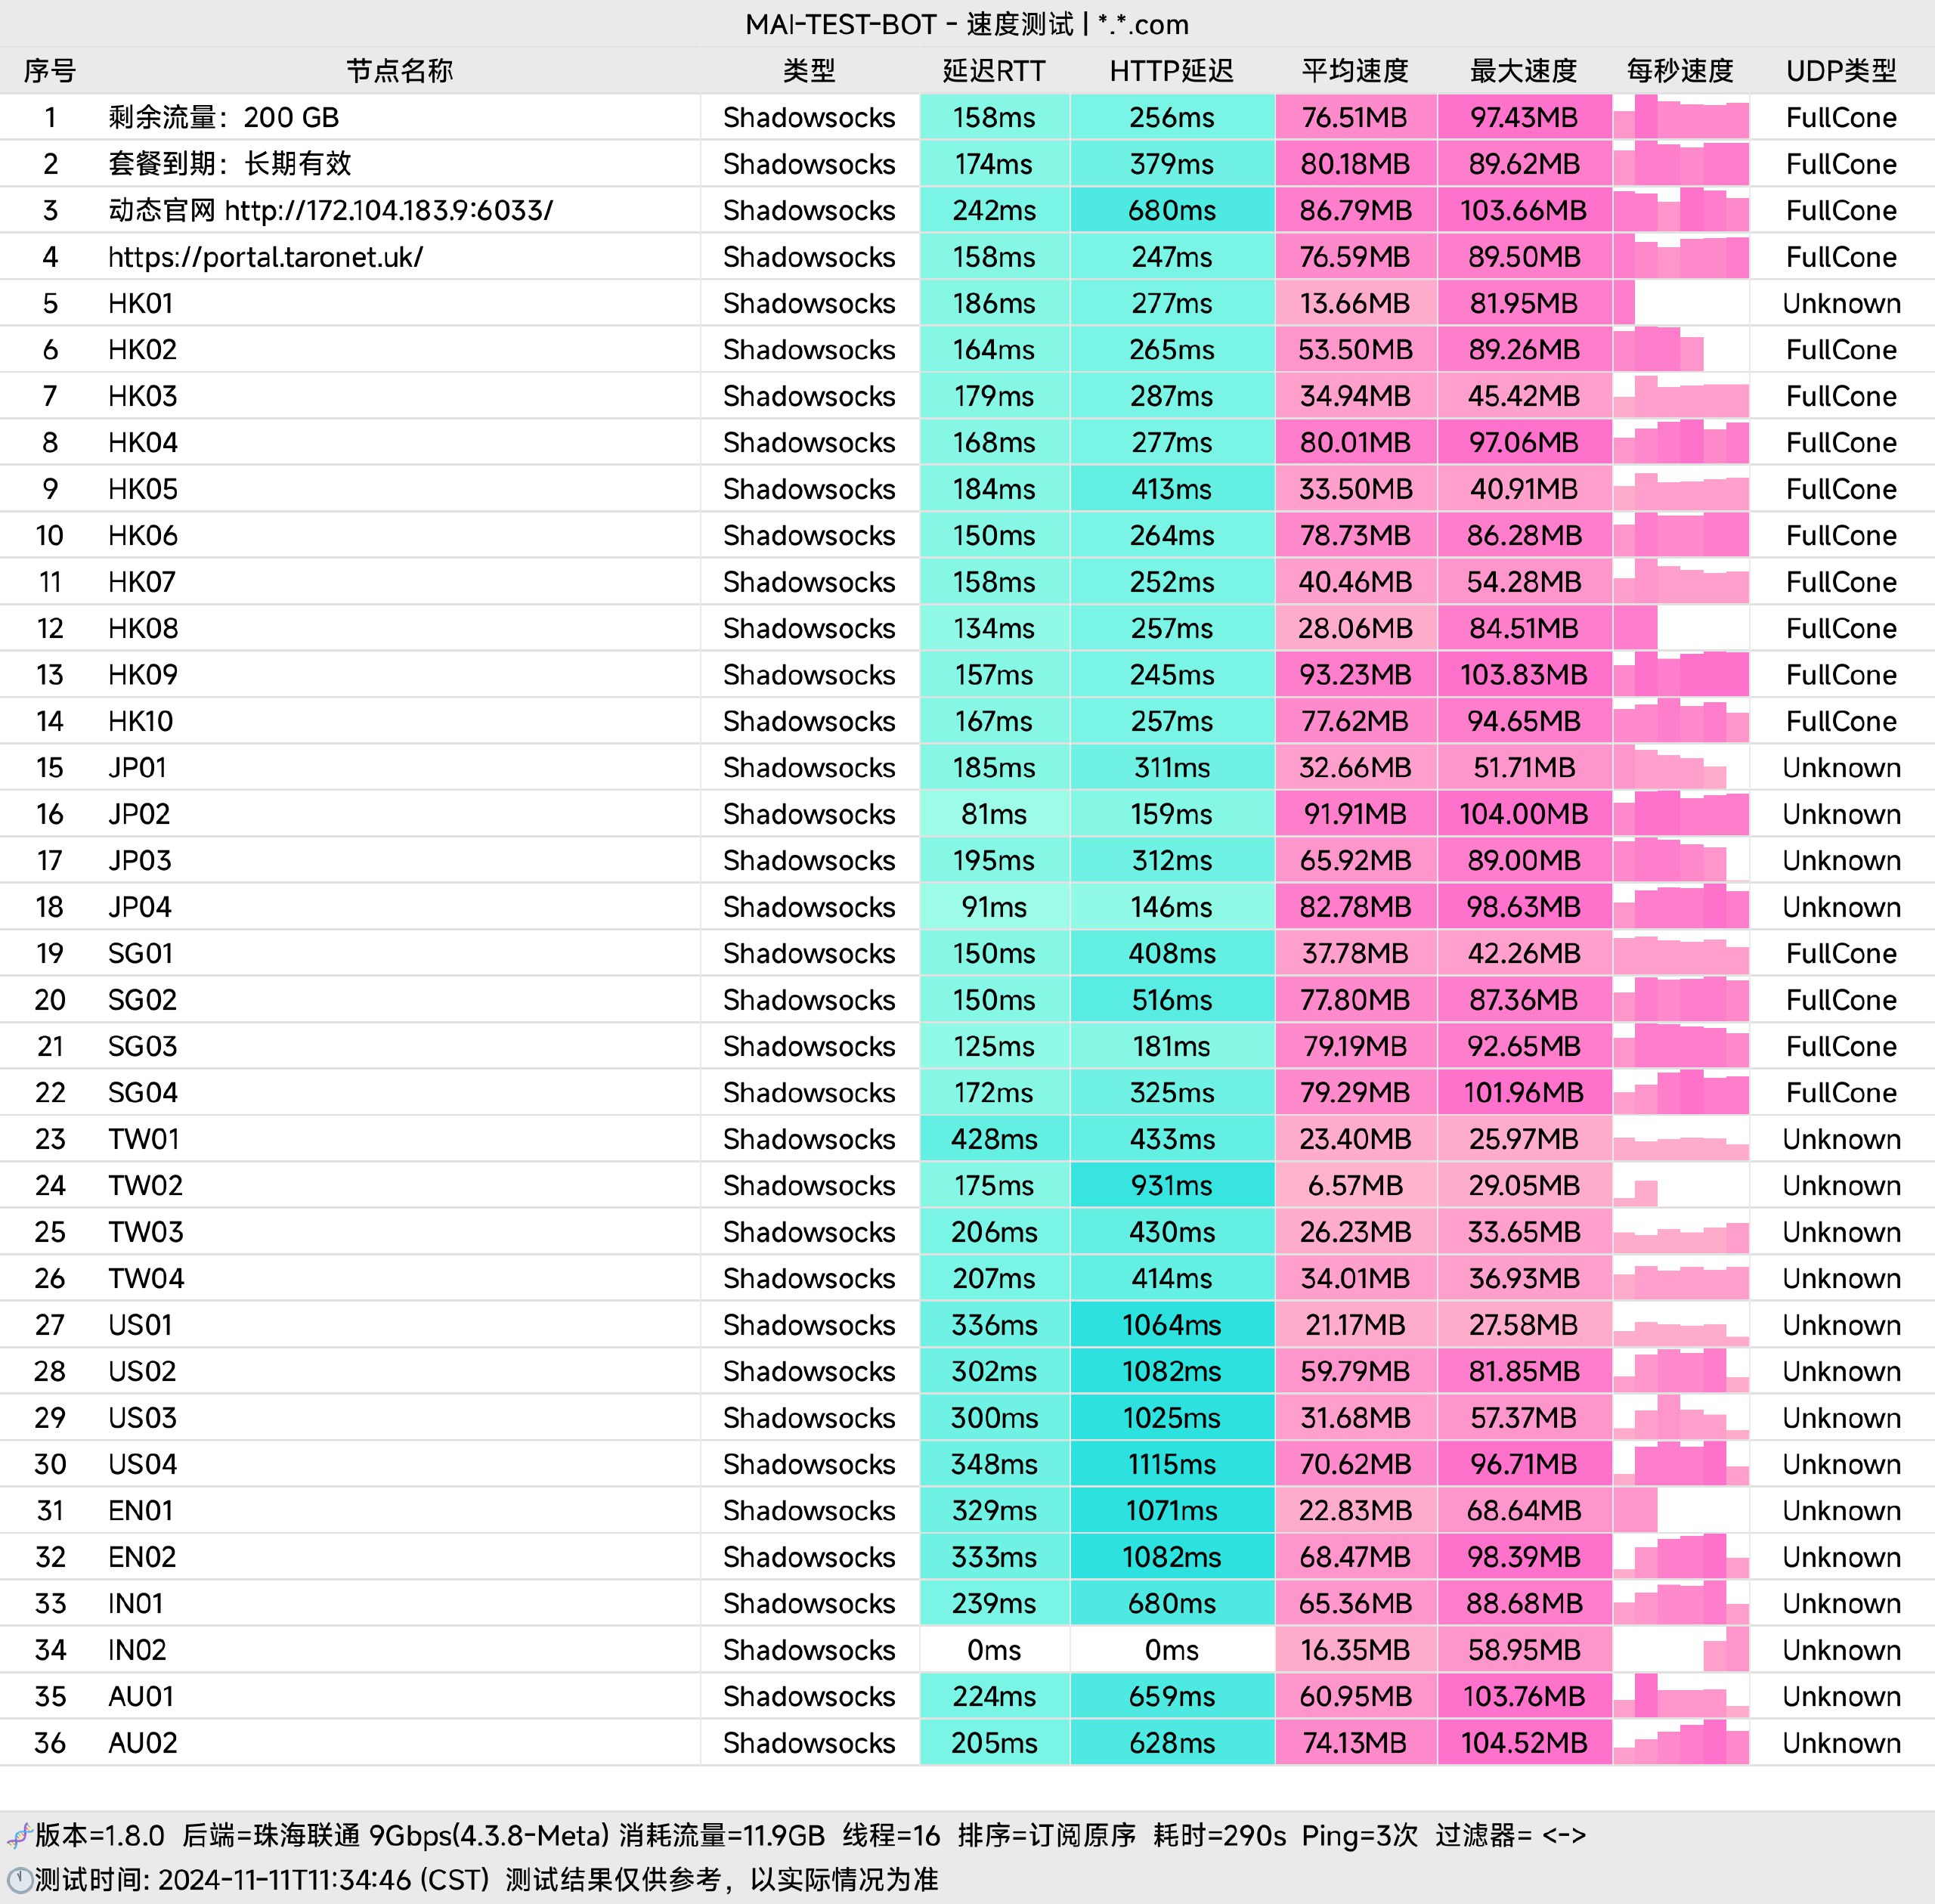 MAI-TEST-BOT - 速度测试 | *.*.com
序号 节点名称 类型 延迟RTT HTTP延迟 平均速度 最大速度 每秒速度 UDP类型
1 剩余流量：200 GB Shadowsocks 158ms 256ms 76.51MB 97.43MB FullCone
2 套餐到期：长期有效 Shadowsocks 174ms 379ms 80.18MB 89.62MB FullCone
3 动态官网 http://172.104.183.9:6033/ Shadowsocks 242ms 680ms 86.79MB 103.66MB FullCone
4 https://portal.taronet.uk/ Shadowsocks 158ms 247ms 76.59MB 89.50MB FullCone
5 HK01 Shadowsocks 186ms 277ms 13.66MB 81.95MB Unknown
6 HK02 Shadowsocks 164ms 265ms 53.50MB 89.26MB FullCone
7 HK03 Shadowsocks 179ms 287ms 34.94MB 45.42MB FullCone
8 HK04 Shadowsocks 168ms 277ms 80.01MB 97.06MB FullCone
9 HK05 Shadowsocks 184ms 413ms 33.50MB 40.91MB FullCone
10 HK06 Shadowsocks 150ms 264ms 78.73MB 86.28MB FullCone
11 HK07 Shadowsocks 158ms 252ms 40.46MB 54.28MB FullCone
12 HK08 Shadowsocks 134ms 257ms 28.06MB 84.51MB FullCone
13 HK09 Shadowsocks 157ms 245ms 93.23MB 103.83MB FullCone
14 HK10 Shadowsocks 167ms 257ms 77.62MB 94.65MB FullCone
15 JP01 Shadowsocks 185ms 311ms 32.66MB 51.71MB Unknown
16 JP02 Shadowsocks 81ms 159ms 91.91MB 104.00MB Unknown
17 JP03 Shadowsocks 195ms 312ms 65.92MB 89.00MB Unknown
18 JP04 Shadowsocks 91ms 146ms 82.78MB 98.63MB Unknown
19 SG01 Shadowsocks 150ms 408ms 37.78MB 42.26MB FullCone
20 SG02 Shadowsocks 150ms 516ms 77.80MB 87.36MB FullCone
21 SG03 Shadowsocks 125ms 181ms 79.19MB 92.65MB FullCone
22 SG04 Shadowsocks 172ms 325ms 79.29MB 101.96MB FullCone
23 TW01 Shadowsocks 428ms 433ms 23.40MB 25.97MB Unknown
24 TW02 Shadowsocks 175ms 931ms 6.57MB 29.05MB Unknown
25 TW03 Shadowsocks 206ms 430ms 26.23MB 33.65MB Unknown
26 TW04 Shadowsocks 207ms 414ms 34.01MB 36.93MB Unknown
27 US01 Shadowsocks 336ms 1064ms 21.17MB 27.58MB Unknown
28 US02 Shadowsocks 302ms 1082ms 59.79MB 81.85MB Unknown
29 US03 Shadowsocks 300ms 1025ms 31.68MB 57.37MB Unknown
30 US04 Shadowsocks 348ms 1115ms 70.62MB 96.71MB Unknown
31 EN01 Shadowsocks 329ms 1071ms 22.83MB 68.64MB Unknown
32 EN02 Shadowsocks 333ms 1082ms 68.47MB 98.39MB Unknown
33 IN01 Shadowsocks 239ms 680ms 65.36MB 88.68MB Unknown
34 IN02 Shadowsocks 0ms 0ms 16.35MB 58.95MB Unknown
35 AU01 Shadowsocks 224ms 659ms 60.95MB 103.76MB Unknown
36 AU02 Shadowsocks 205ms 628ms 74.13MB 104.52MB Unknown
版本=1.8.0 后端=珠海联通 9Gbps(4.3.8-Meta) 消耗流量=11.9GB 线程=16 排序=订阅原序 耗时=290s Ping=3次 过滤器= <->
测试时间: 2024-11-11T11:34:46 (CST) 测试结果仅供参考，以实际情况为准